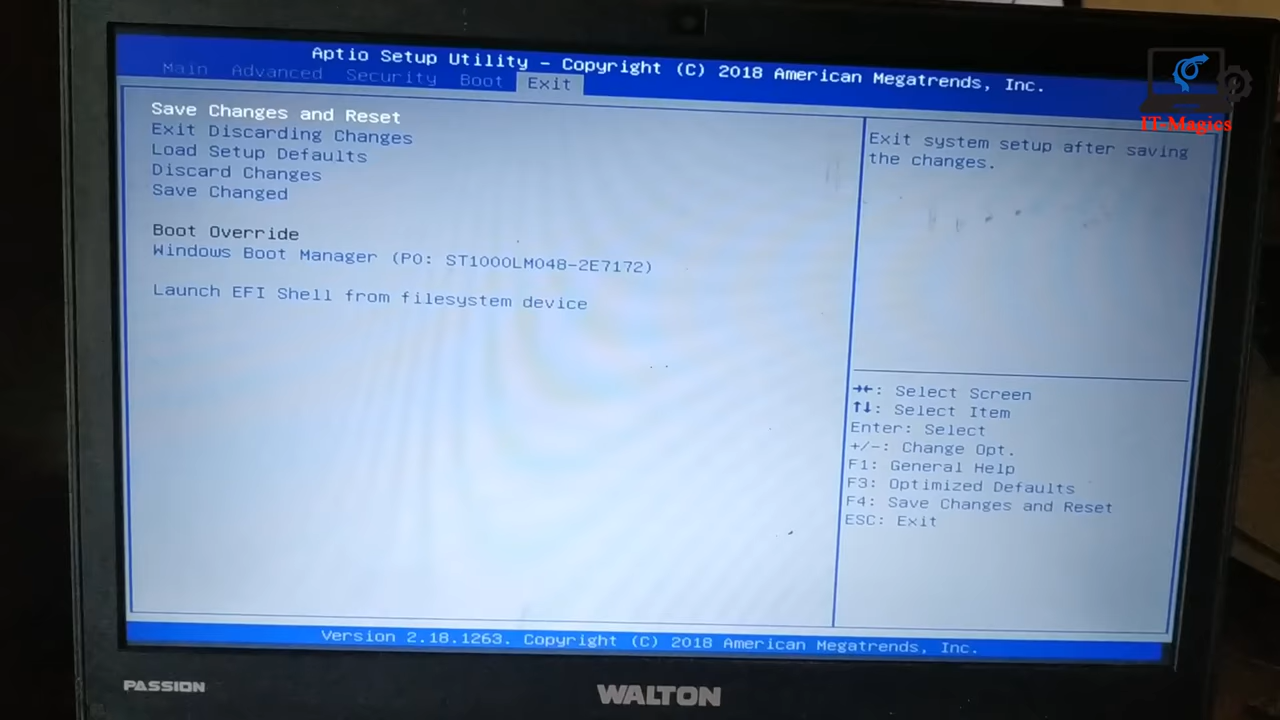 Aptio Setup Utility - Copyright (C) 2018 American Megatrends, Inc.
Main Advanced Security Boot Exit
Save Changes and Reset
Exit Discarding Changes
Load Setup Defaults
Discard Changes
Save Changed
Boot Override
Windows Boot Manager (P0: ST1000LM048-2E7172)
Launch EFI Shell from filesystem device
Exit system setup after saving
the changes.
→←: Select Screen
↑↓: Select Item
Enter: Select
+/-: Change Opt.
F1: General Help
F3: Optimized Defaults
F4: Save Changes and Reset
ESC: Exit
Version 2.18.1263. Copyright (C) 2018 American Megatrends, Inc.
IT-Magics
PASSION
WALTON